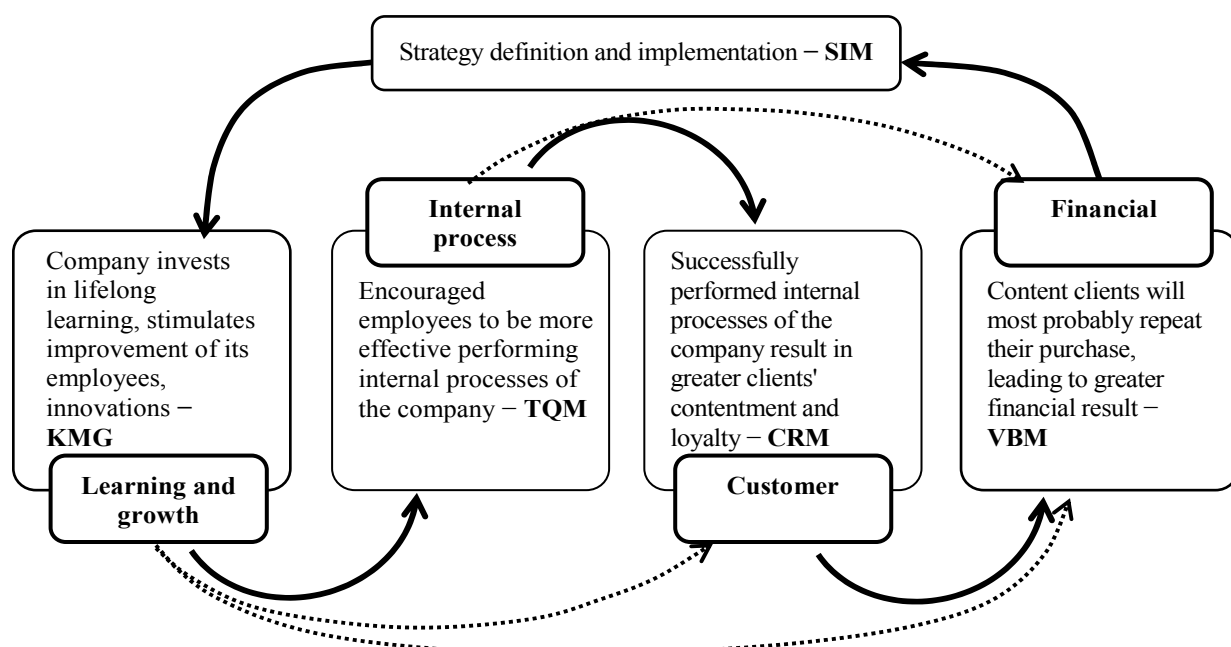 Strategy definition and implementation − SIM
Internal
process
Financial
Company invests
in lifelong
learning, stimulates
improvement of its
employees,
innovations −
KMG
Learning and
growth
Encouraged
employees to be more
effective performing
internal processes of
the company − TQM
Successfully
performed internal
processes of the
company result in
greater clients'
contentment and
loyalty − CRM
Customer
Content clients will
most probably repeat
their purchase,
leading to greater
financial result −
VBM